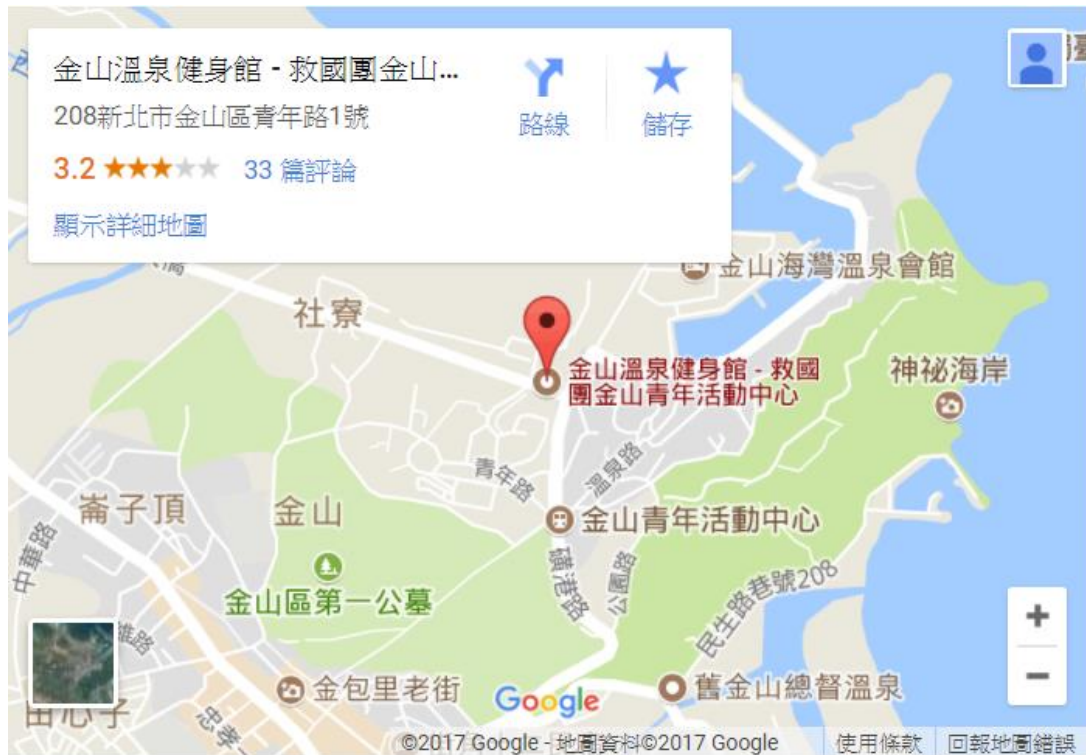 金山溫泉健身館 - 救國團金山...
208新北市金山區青年路1號
3.2
33 篇評論
顯示詳細地圖
路線
儲存
金山海灣溫泉會館
社寮
金山溫泉健身館 - 救國
團金山青年活動中心
神祕海岸
青年路
溫泉路
崙子頂
金山
金山青年活動中心
中華路
磺港路
公園路
民生路巷號208
金山區第一公墓
金包里老街
舊金山總督溫泉
Google
忠孝一
©2017 Google - 地圖資料©2017 Google
使用條款
回報地圖錯誤
+
−